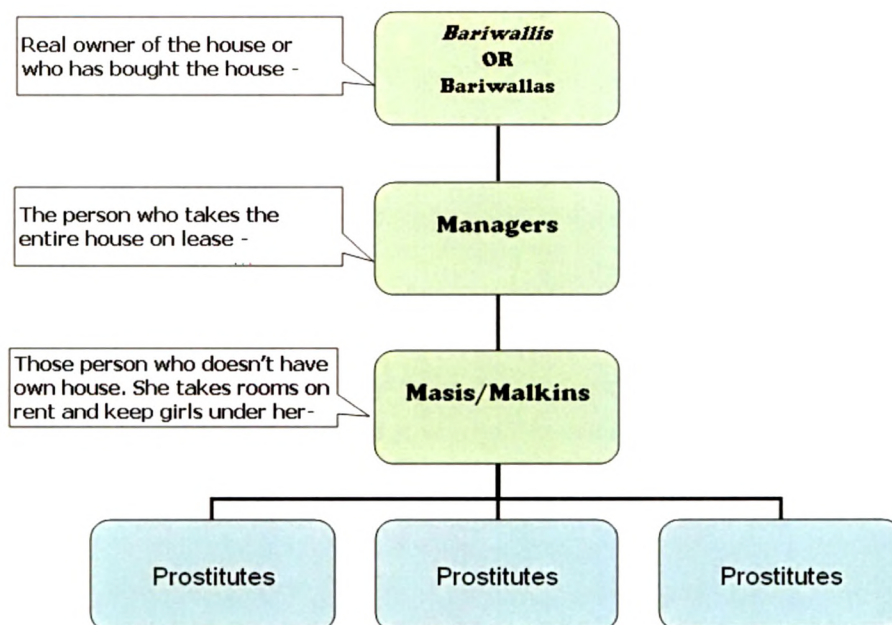 Real owner of the house or
who has bought the house -
Bariwallis
OR
Bariwallas
The person who takes the
entire house on lease -
Managers
Those person who doesn't have
own house. She takes rooms on
rent and keep girls under her-
Masis/Malkins
Prostitutes
Prostitutes
Prostitutes